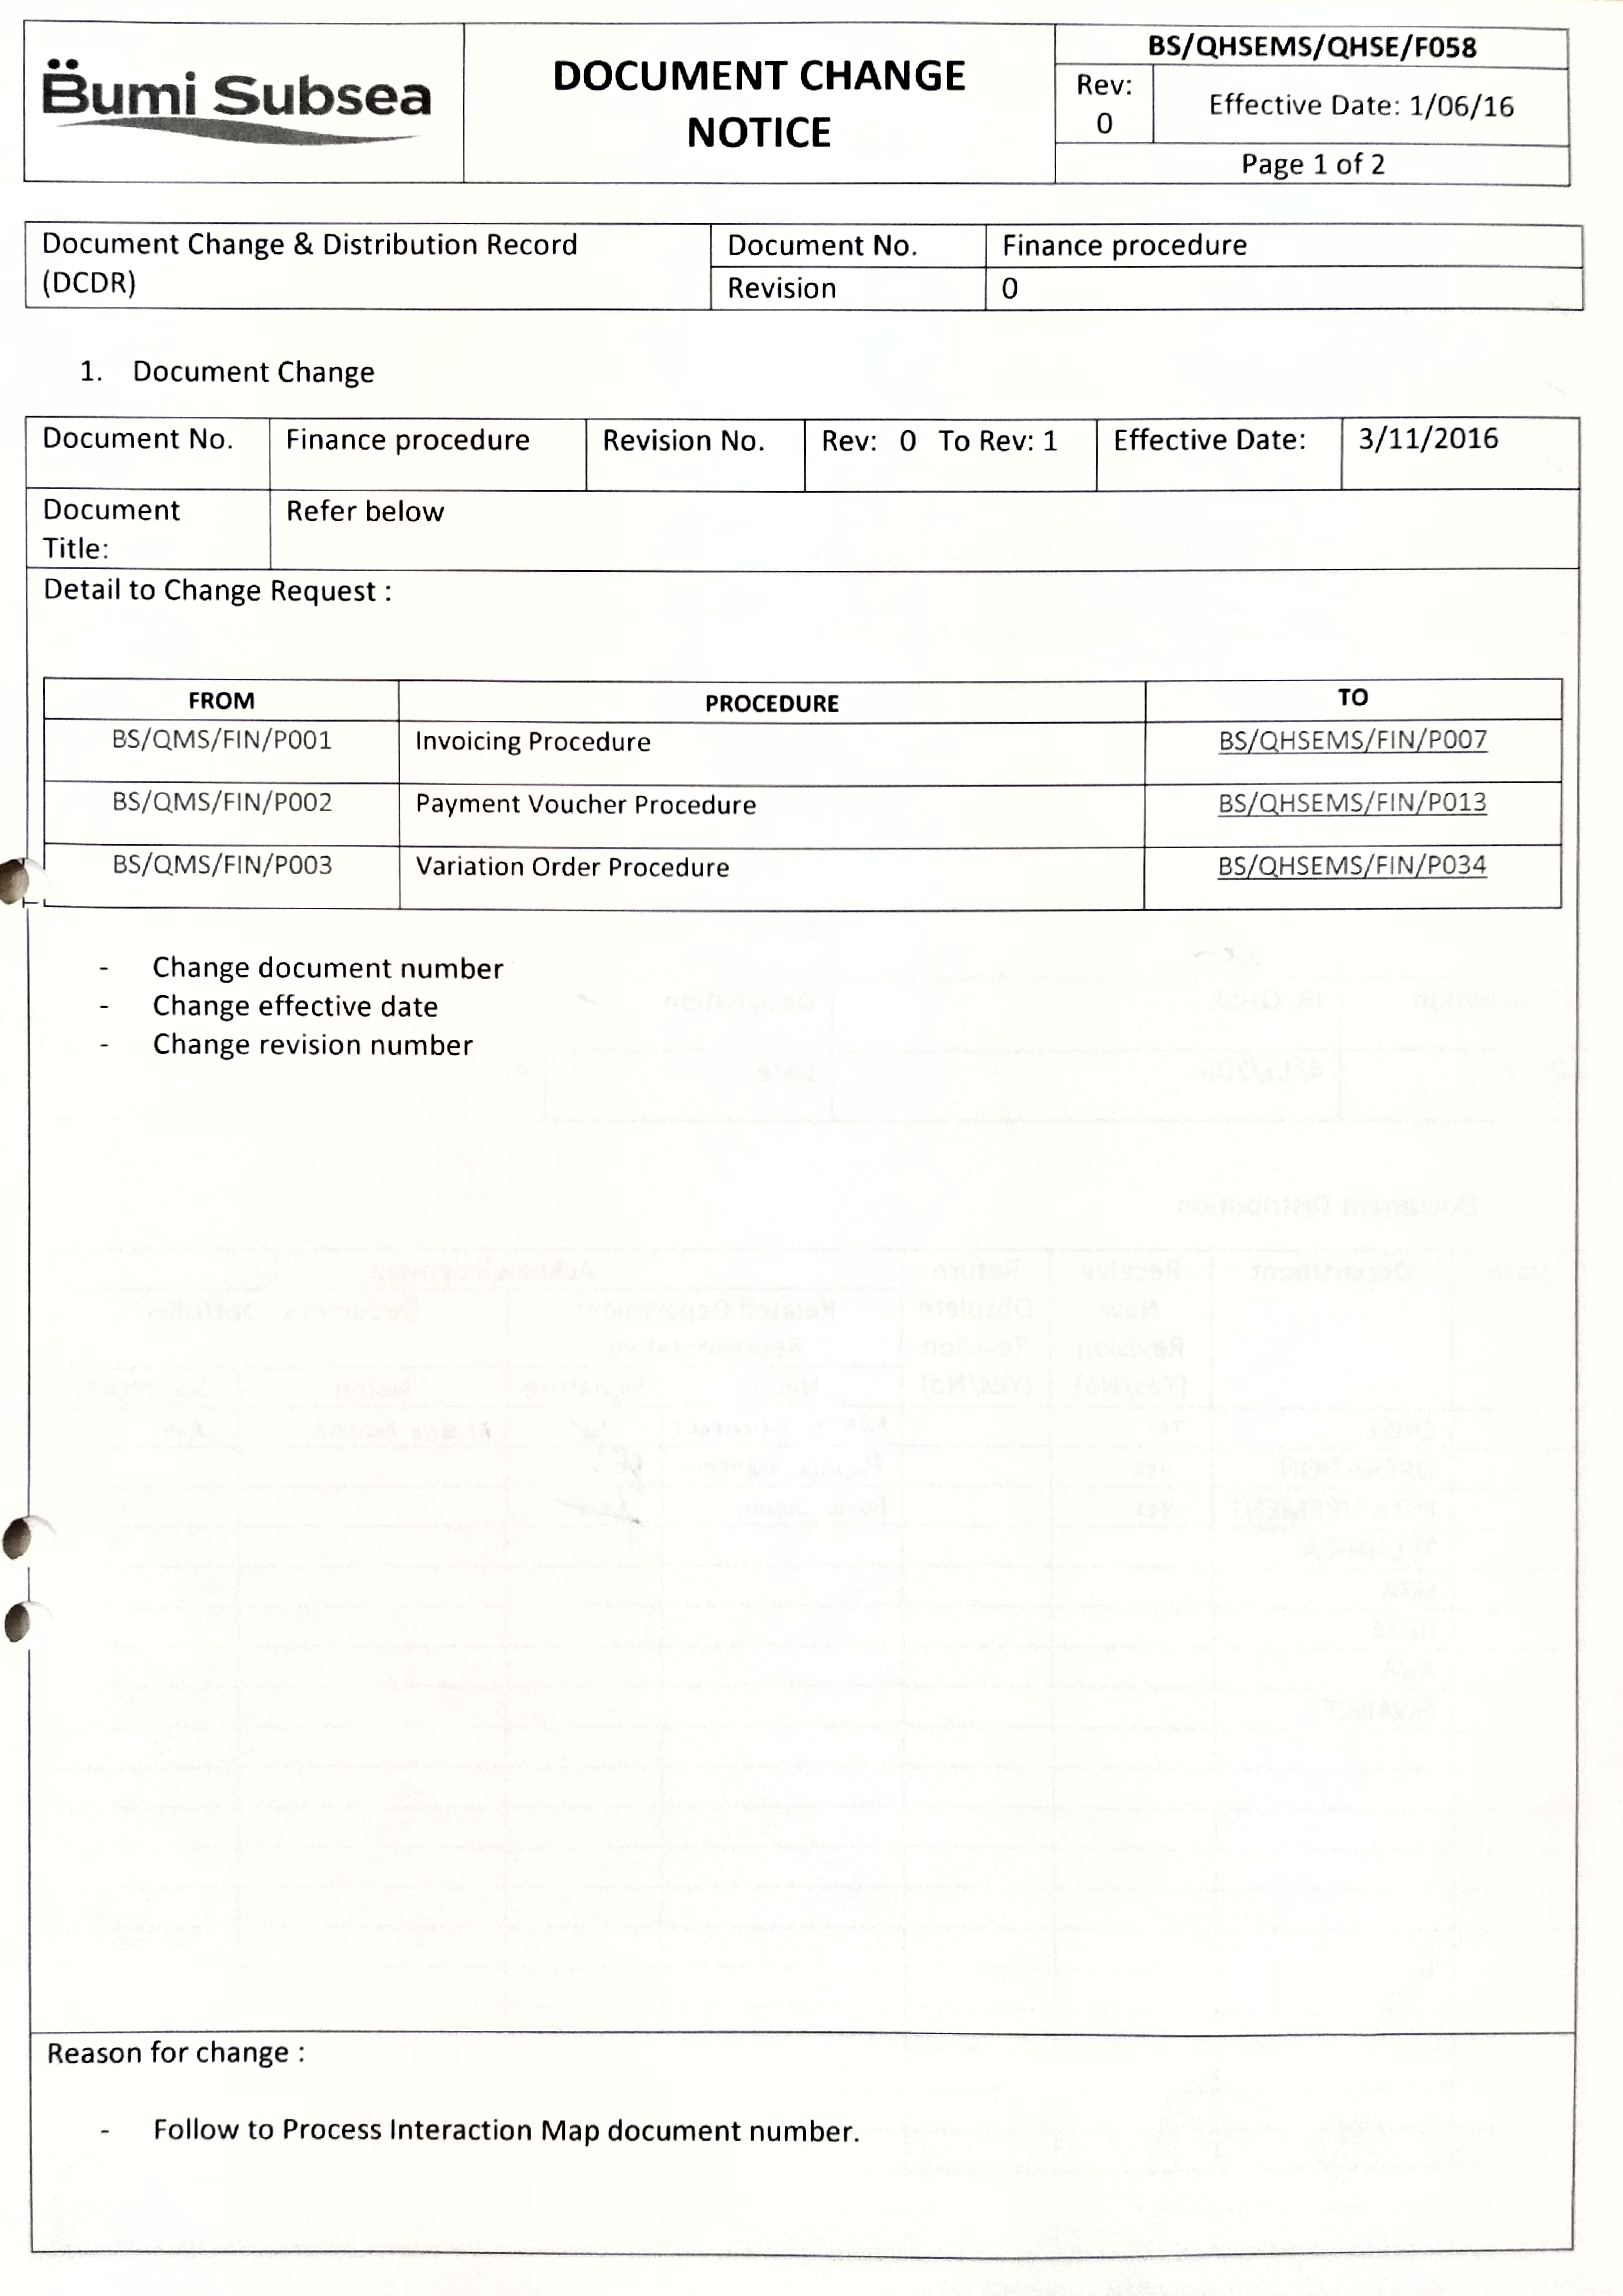 Bumi Subsea
DOCUMENT CHANGE
NOTICE
BS/QHSEMS/QHSE/F058
Rev:
0
Effective Date: 1/06/16
Page 1 of 2
Document Change & Distribution Record
(DCDR)
Document No.
Finance procedure
Revision
0
1. Document Change
Document No.
Finance procedure
Revision No.
Rev: 0 To Rev: 1
Effective Date:
3/11/2016
Document
Title:
Refer below
Detail to Change Request :
FROM PROCEDURE TO
BS/QMS/FIN/P001 Invoicing Procedure BS/QHSEMS/FIN/P007
BS/QMS/FIN/P002 Payment Voucher Procedure BS/QHSEMS/FIN/P013
BS/QMS/FIN/P003 Variation Order Procedure BS/QHSEMS/FIN/P034
- Change document number
- Change effective date
- Change revision number
Reason for change :
- Follow to Process Interaction Map document number.